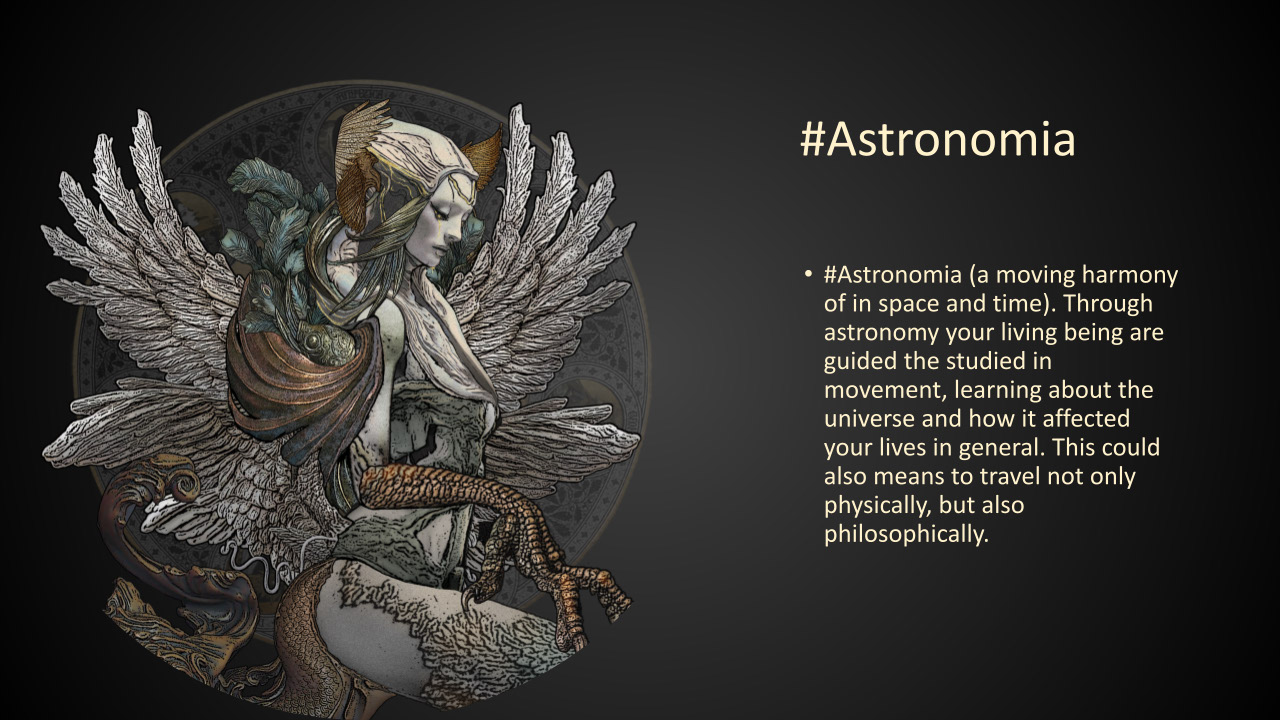 #Astronomia
• #Astronomia (a moving harmony
of in space and time). Through
astronomy your living being are
guided the studied in
movement, learning about the
universe and how it affected
your lives in general. This could
also means to travel not only
physically, but also
philosophically.